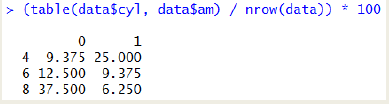 > (table(data$cyl, data$am) / nrow(data)) * 100
0 1
4 9.375 25.000
6 12.500 9.375
8 37.500 6.250